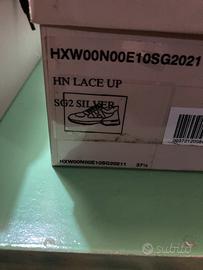 HXW00N00E10SG2021
HN LACE UP
SG2 SILVER
HXW00N00E10SG20211
37½
subito